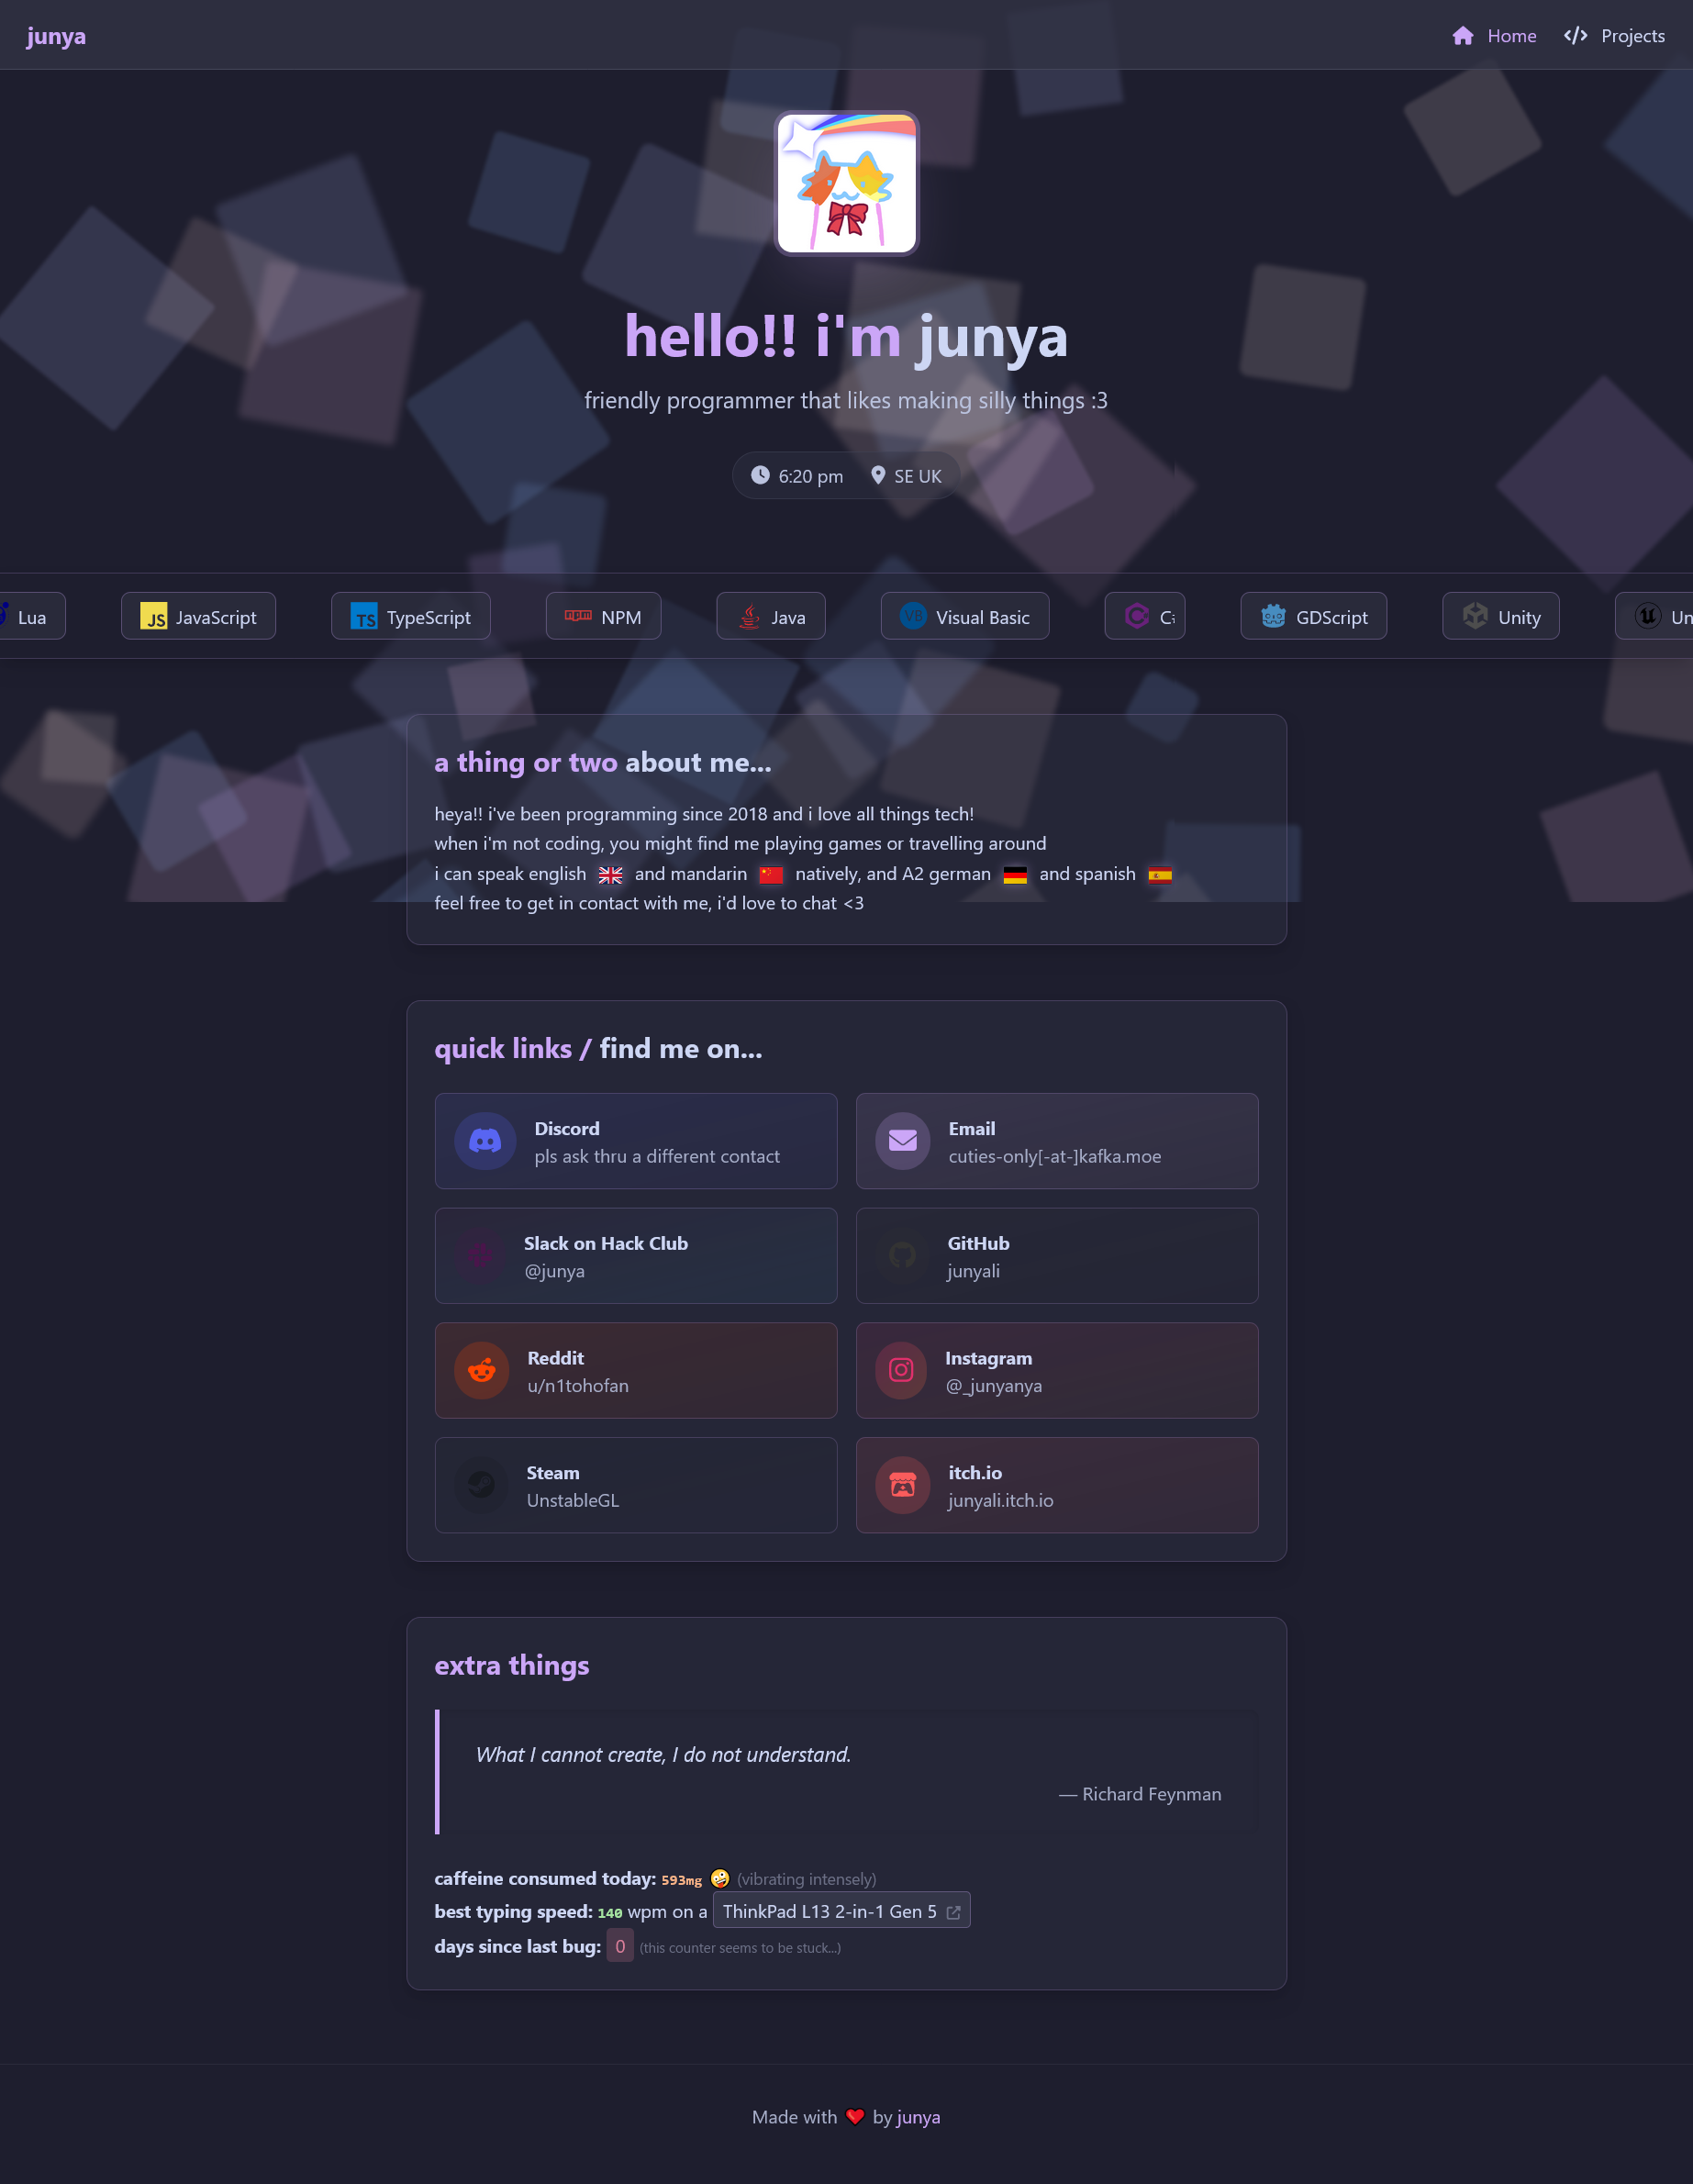 junya
Home Projects
hello!! i'm junya
friendly programmer that likes making silly things :3
6:20 pm SE UK
Lua JS JavaScript TS TypeScript npm NPM Java VB Visual Basic C GDScript Unity Un
a thing or two about me...
heya!! i've been programming since 2018 and i love all things tech!
when i'm not coding, you might find me playing games or travelling around
i can speak english and mandarin natively, and A2 german and spanish
feel free to get in contact with me, i'd love to chat <3
quick links / find me on...
Discord
pls ask thru a different contact
Email
cuties-only[-at-]kafka.moe
Slack on Hack Club
@junya
GitHub
junyali
Reddit
u/n1tohofan
Instagram
@_junyanya
Steam
UnstableGL
itch.io
junyali.itch.io
extra things
What I cannot create, I do not understand.
— Richard Feynman
caffeine consumed today: 593mg 🤪 (vibrating intensely)
best typing speed: 140 wpm on a ThinkPad L13 2-in-1 Gen 5
days since last bug: 0 (this counter seems to be stuck...)
Made with ❤️ by junya